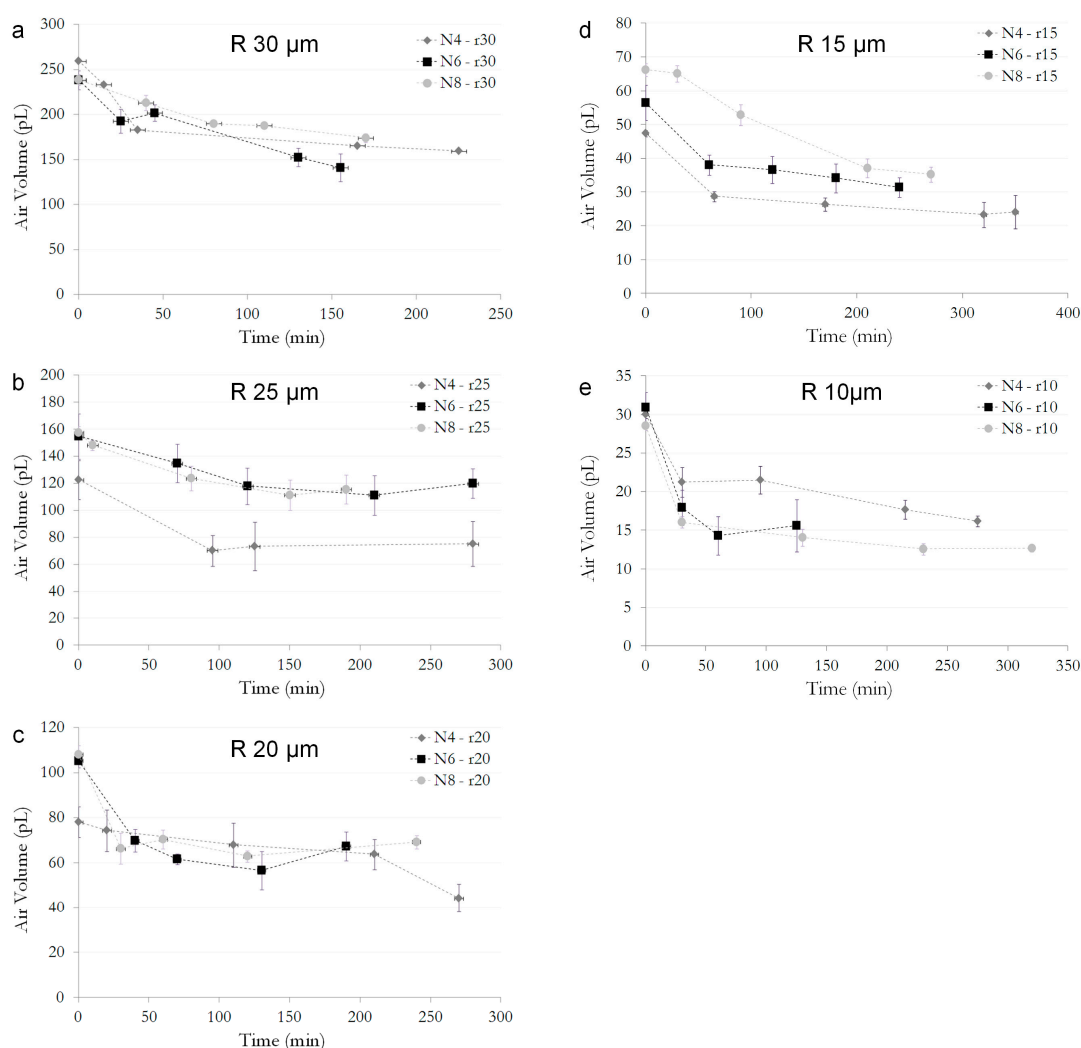 a
R 30 μm
N4 - r30
N6 - r30
N8 - r30
300
250
200
150
100
50
0
Air Volume (pL)
0 50 100 150 200 250
Time (min)
b
R 25 μm
N4 - r25
N6 - r25
N8 - r25
200
180
160
140
120
100
80
60
40
20
0
Air Volume (pL)
0 50 100 150 200 250 300
Time (min)
c
R 20 μm
N4 - r20
N6 - r20
N8 - r20
120
100
80
60
40
20
0
Air Volume (pL)
0 50 100 150 200 250 300
Time (min)
d
R 15 μm
N4 - r15
N6 - r15
N8 - r15
80
70
60
50
40
30
20
10
0
Air Volume (pL)
0 100 200 300 400
Time (min)
e
R 10μm
N4 - r10
N6 - r10
N8 - r10
35
30
25
20
15
10
5
0
Air Volume (pL)
0 50 100 150 200 250 300 350
Time (min)